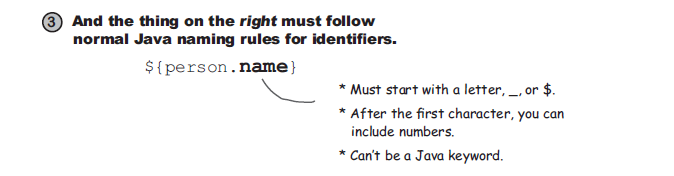 3 And the thing on the right must follow
normal Java naming rules for identifiers.
${person.name}
* Must start with a letter, _, or $.
* After the first character, you can
include numbers.
* Can't be a Java keyword.